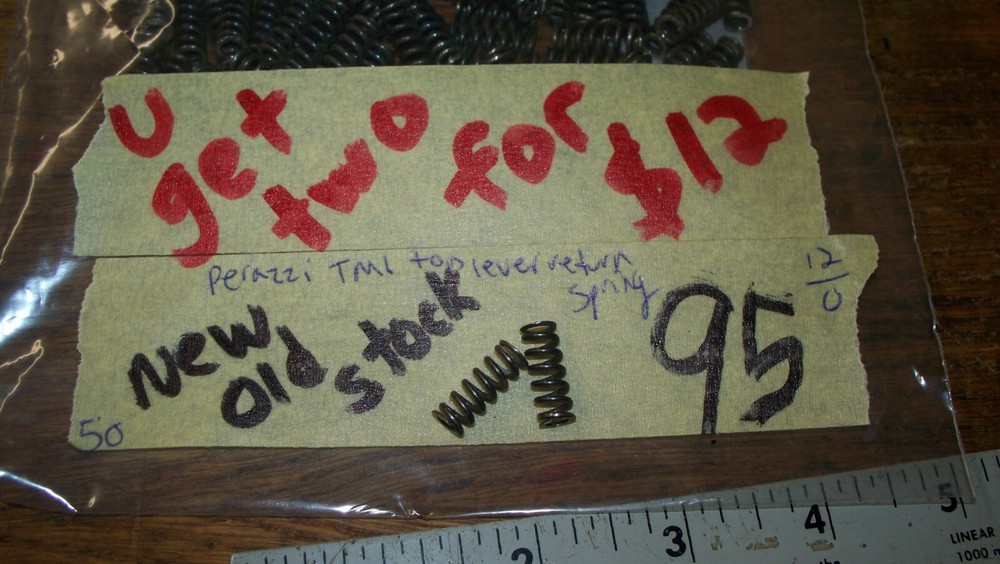 U get two for $12
Perazzi TM1 top lever return
Spring
12
0
New Old Stock
95
50
2 3 4 5
LINEAR
1000 m